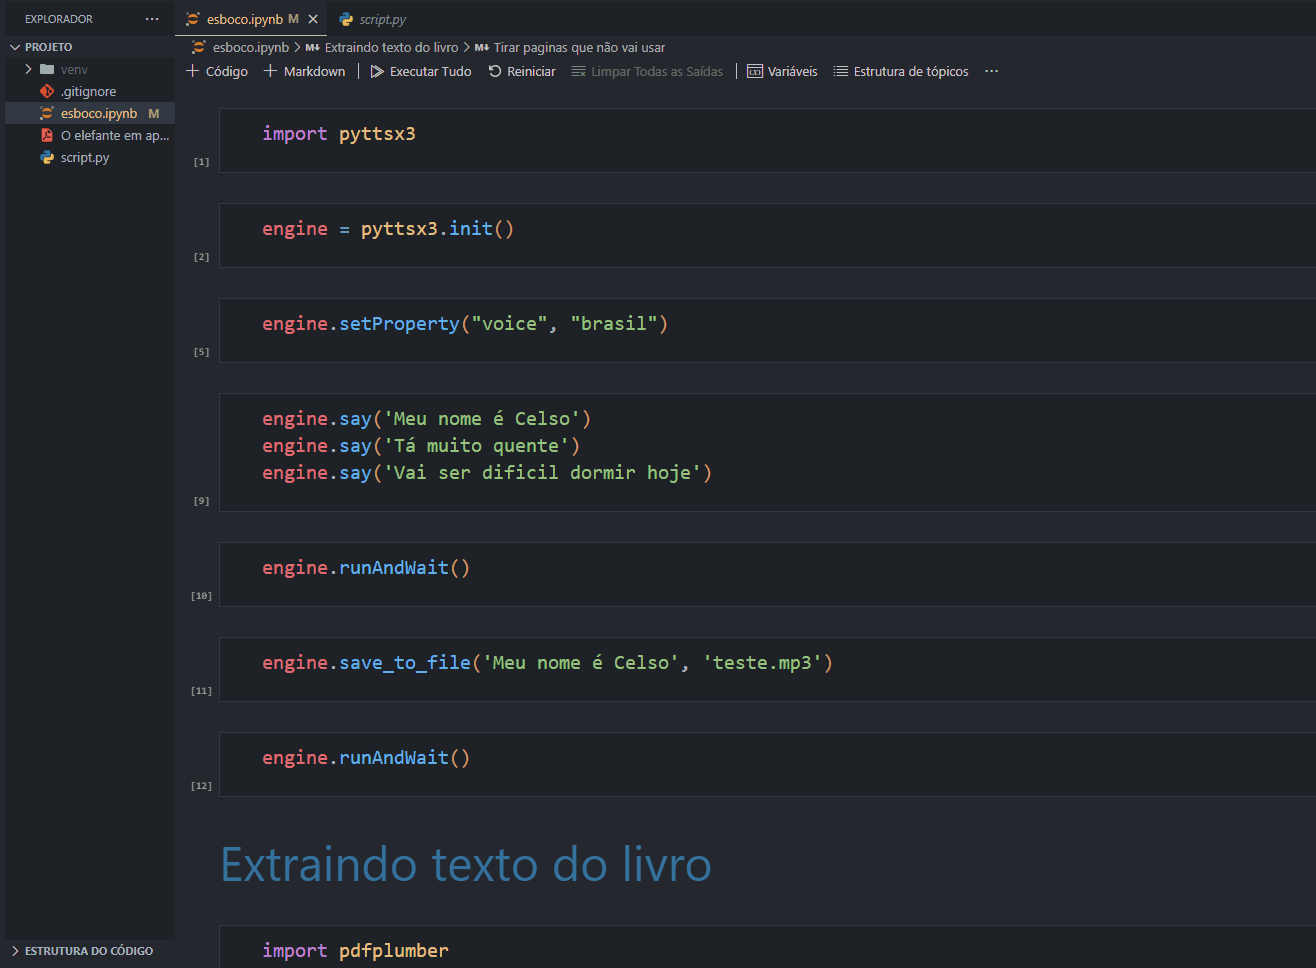 EXPLORADOR
PROJETO
venv
.gitignore
esboco.ipynb M
O elefante em ap...
script.py
ESTRUTURA DO CÓDIGO
esboco.ipynb M
script.py
esboco.ipynb > M↓ Extraindo texto do livro > M↓ Tirar paginas que não vai usar
+ Código + Markdown | Executar Tudo Reiniciar Limpar Todas as Saídas | Variáveis Estrutura de tópicos ...
import pyttsx3
[1]
engine = pyttsx3.init()
[2]
engine.setProperty("voice", "brasil")
[5]
engine.say('Meu nome é Celso')
engine.say('Tá muito quente')
engine.say('Vai ser dificil dormir hoje')
[9]
engine.runAndWait()
[10]
engine.save_to_file('Meu nome é Celso', 'teste.mp3')
[11]
engine.runAndWait()
[12]
Extraindo texto do livro
import pdfplumber